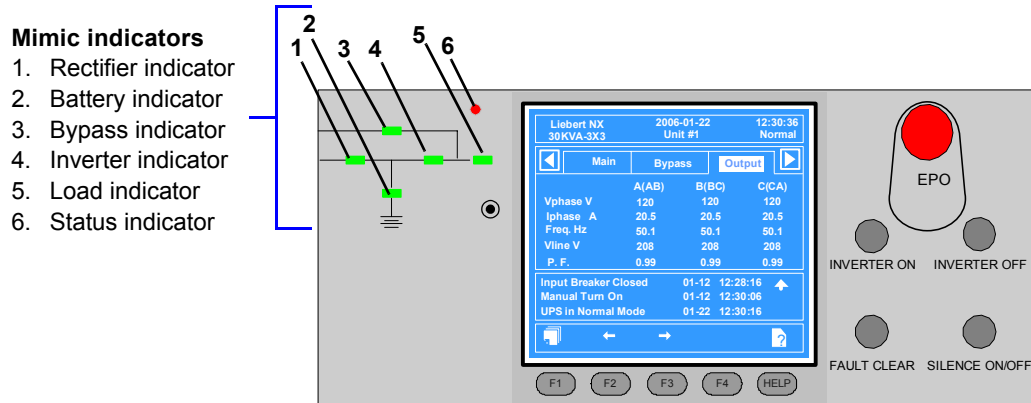 Mimic indicators
1. Rectifier indicator
2. Battery indicator
3. Bypass indicator
4. Inverter indicator
5. Load indicator
6. Status indicator
1 2 3 4 5 6
Liebert NX 2006-01-22 12:30:36
30KVA-3X3 Unit #1 Normal
Main Bypass Output
A(AB) B(BC) C(CA)
Vphase V 120 120 120
Iphase A 20.5 20.5 20.5
Freq. Hz 50.1 50.1 50.1
Vline V 208 208 208
P. F. 0.99 0.99 0.99
Input Breaker Closed 01-12 12:28:16
Manual Turn On 01-12 12:30:06
UPS in Normal Mode 01-22 12:30:16
?
F1 F2 F3 F4 HELP
EPO
INVERTER ON INVERTER OFF
FAULT CLEAR SILENCE ON/OFF